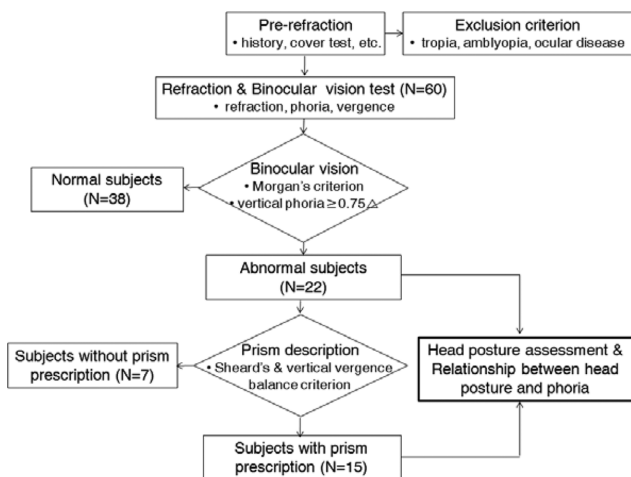 Pre-refraction
• history, cover test, etc.
Exclusion criterion
• tropia, amblyopia, ocular disease
Refraction & Binocular vision test (N=60)
• refraction, phoria, vergence
Binocular vision
• Morgan's criterion
• vertical phoria ≥ 0.75△
Normal subjects
(N=38)
Abnormal subjects
(N=22)
Prism description
• Sheard's & vertical vergence
balance criterion
Subjects without prism
prescription (N=7)
Head posture assessment &
Relationship between head
posture and phoria
Subjects with prism
prescription (N=15)